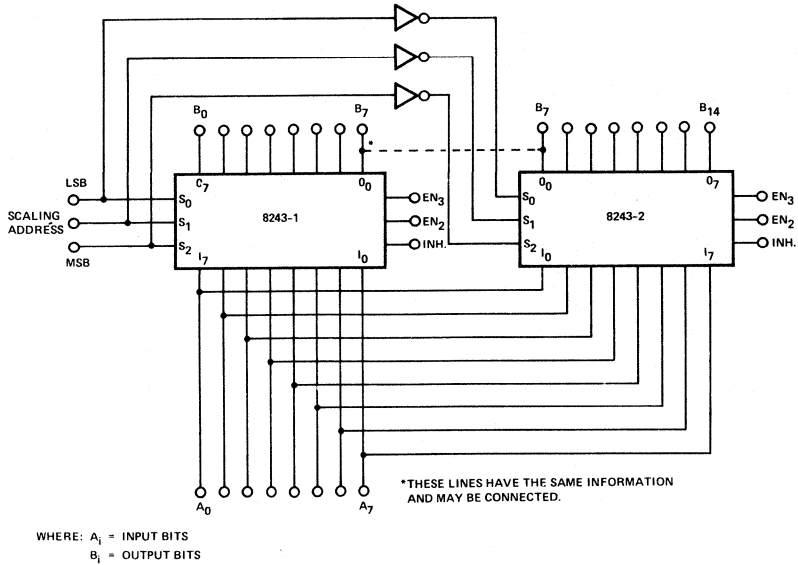 B0 B7 B7 B14
*
LSB C7 O0 O0 O7
SCALING ADDRESS
MSB
S0 S1 S2
8243-1
EN3
EN2
INH.
I7 I0
S0 S1 S2
8243-2
EN3
EN2
INH.
I0 I7
*THESE LINES HAVE THE SAME INFORMATION
AND MAY BE CONNECTED.
A0 A7
WHERE: Ai = INPUT BITS
Bi = OUTPUT BITS